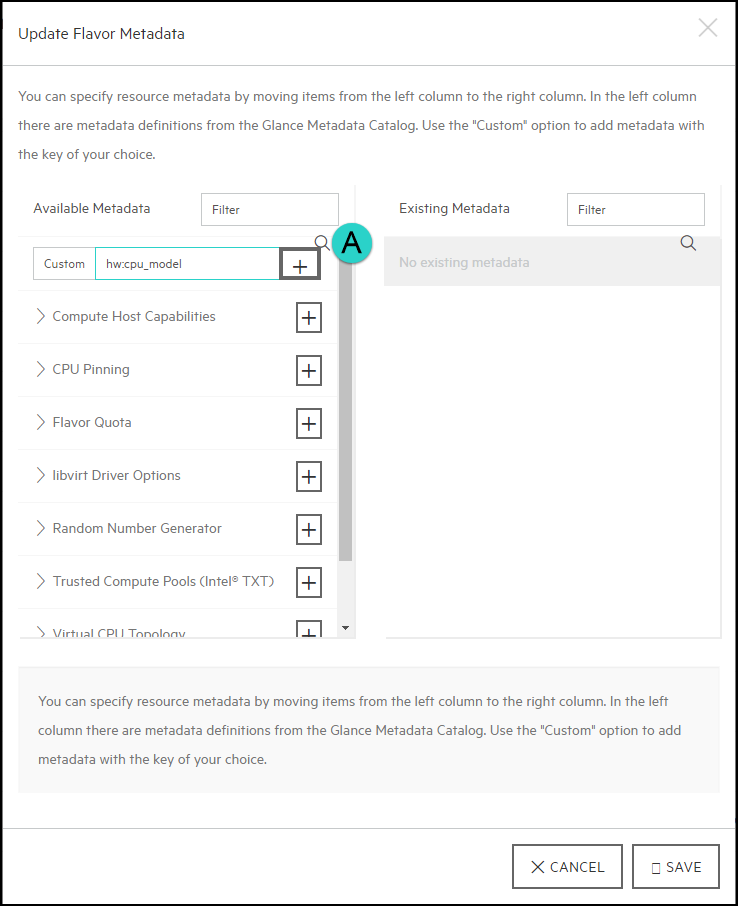 Update Flavor Metadata
You can specify resource metadata by moving items from the left column to the right column. In the left column
there are metadata definitions from the Glance Metadata Catalog. Use the "Custom" option to add metadata with
the key of your choice.
Available Metadata
Filter
Existing Metadata
Filter
A
Custom
hw:cpu_model
No existing metadata
Compute Host Capabilities
CPU Pinning
Flavor Quota
libvirt Driver Options
Random Number Generator
Trusted Compute Pools (Intel® TXT)
Virtual CPU Topology
You can specify resource metadata by moving items from the left column to the right column. In the left
column there are metadata definitions from the Glance Metadata Catalog. Use the "Custom" option to add
metadata with the key of your choice.
CANCEL
SAVE